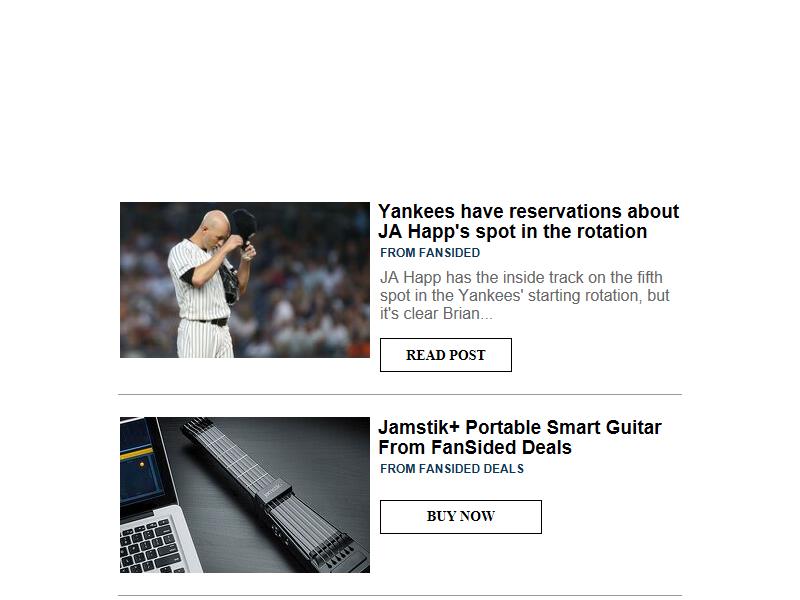 Yankees have reservations about
JA Happ's spot in the rotation
FROM FANSIDED
JA Happ has the inside track on the fifth
spot in the Yankees' starting rotation, but
it's clear Brian...
READ POST
Jamstik+ Portable Smart Guitar
From FanSided Deals
FROM FANSIDED DEALS
BUY NOW